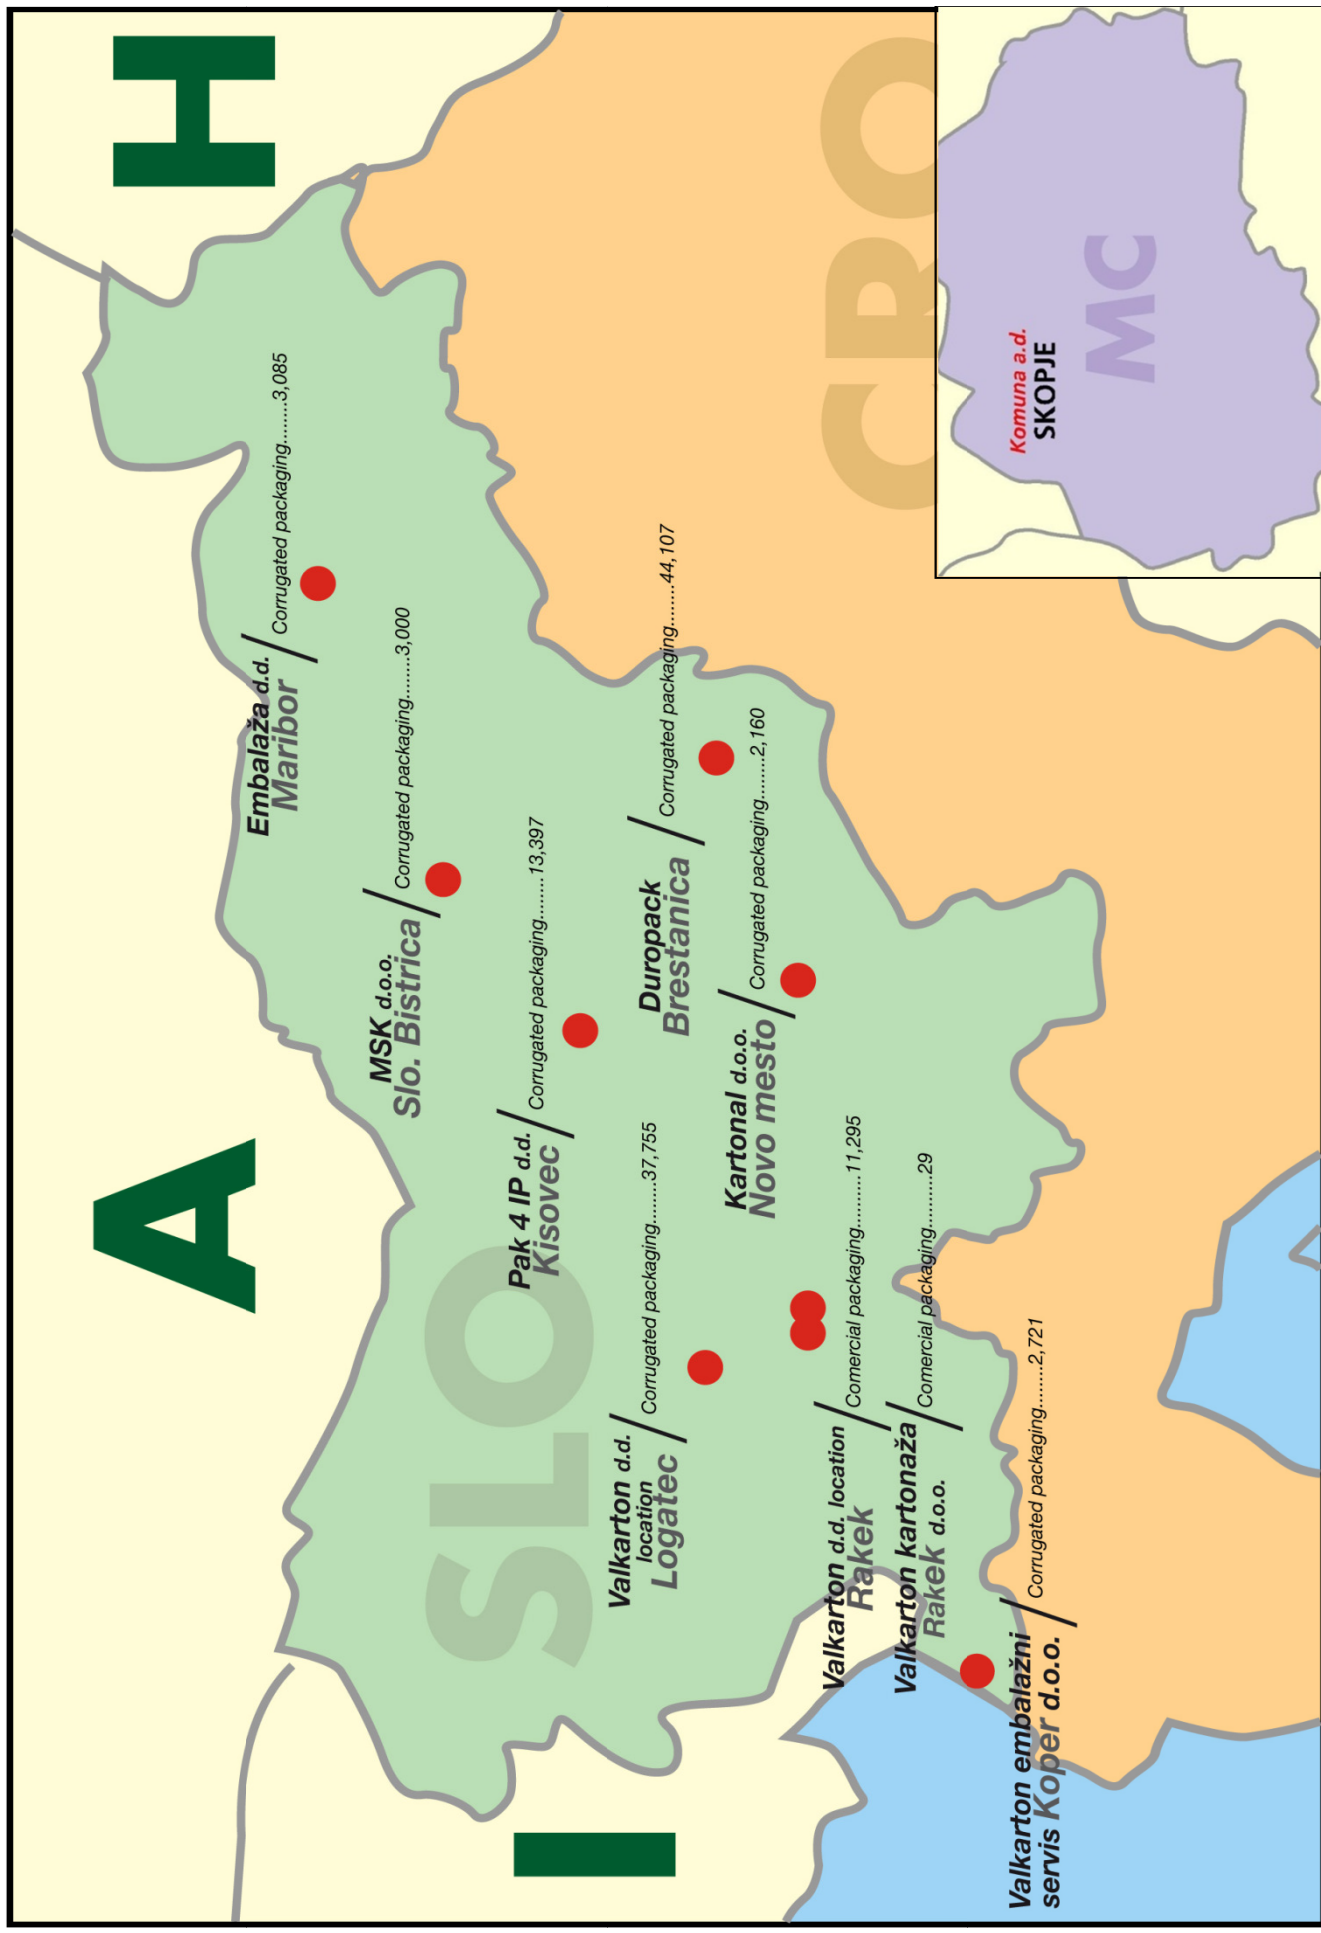 A
H
I
SLO
CRO
Embalaža d.d.
Maribor
Corrugated packaging........3,085
MSK d.o.o.
Slo. Bistrica
Corrugated packaging........3,000
Pak 4 IP d.d.
Kisovec
Corrugated packaging........13,397
Duropack
Brestanica
Corrugated packaging........44,107
Valkarton d.d.
location
Logatec
Corrugated packaging........37,755
Kartonal d.o.o.
Novo mesto
Corrugated packaging........2,160
Valkarton d.d. location
Rakek
Comercial packaging..........11,295
Valkarton kartonaža
Rakek d.o.o.
Comercial packaging..........29
Valkarton embalažni
servis Koper d.o.o.
Corrugated packaging........2,721
Komuna a.d.
SKOPJE
MC